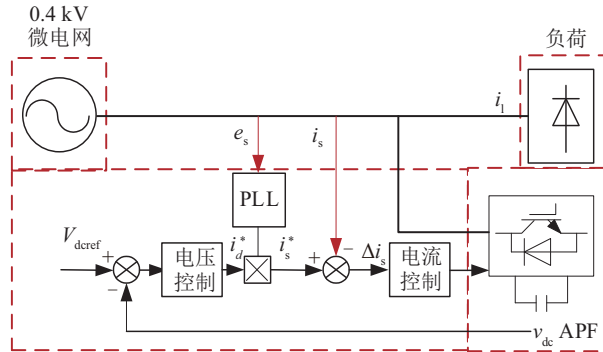 0.4 kV
微电网
负荷
i_l
e_s
i_s
PLL
V_dcref
+
−
电压
控制
i_d^*
i_s^*
+
−
Δi_s
电流
控制
v_dc APF